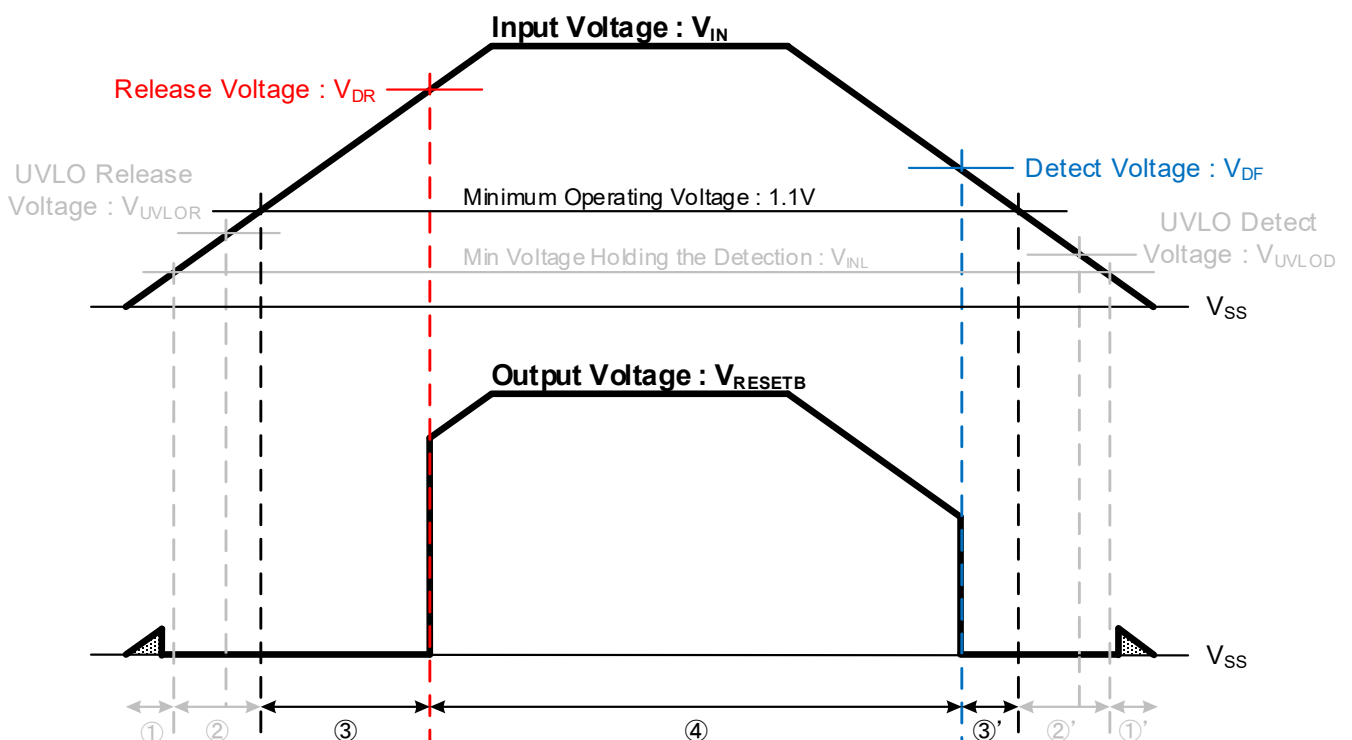 Input Voltage : VIN
Release Voltage : VDR
UVLO Release
Voltage : VUVLOR
Detect Voltage : VDF
Minimum Operating Voltage : 1.1V
UVLO Detect
Voltage : VUVLOD
Min Voltage Holding the Detection : VINL
VSS
Output Voltage : VRESETB
VSS
① ② ③ ④ ③’ ②’ ①’